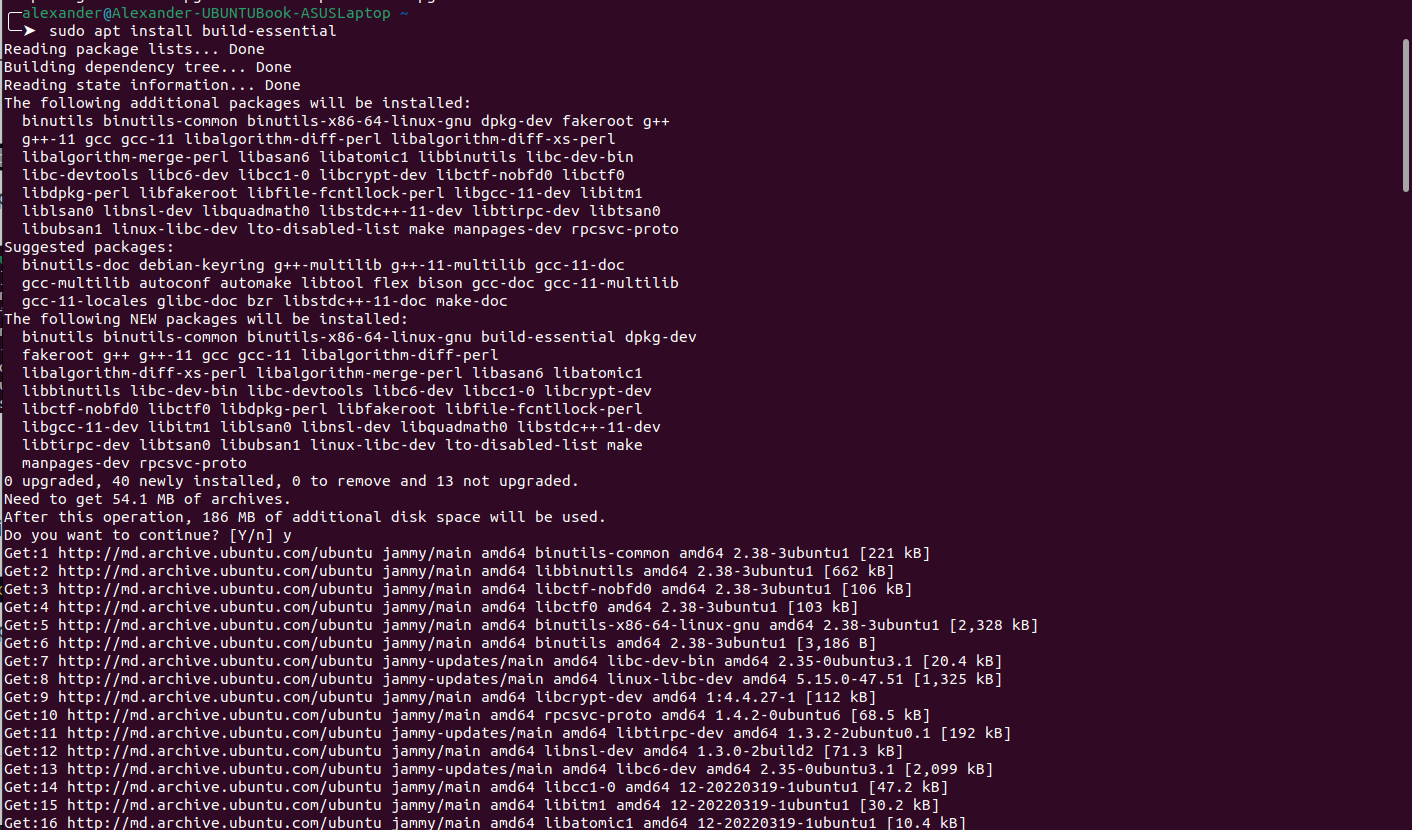 alexander@Alexander-UBUNTUBook-ASUSLaptop ~
sudo apt install build-essential
Reading package lists... Done
Building dependency tree... Done
Reading state information... Done
The following additional packages will be installed:
binutils binutils-common binutils-x86-64-linux-gnu dpkg-dev fakeroot g++
g++-11 gcc gcc-11 libalgorithm-diff-perl libalgorithm-diff-xs-perl
libalgorithm-merge-perl libasan6 libatomic1 libbinutils libc-dev-bin
libc-devtools libc6-dev libcc1-0 libcrypt-dev libctf-nobfd0 libctf0
libdpkg-perl libfakeroot libfile-fcntllock-perl libgcc-11-dev libitm1
liblsan0 libnsl-dev libquadmath0 libstdc++-11-dev libtirpc-dev libtsan0
libubsan1 linux-libc-dev lto-disabled-list make manpages-dev rpcsvc-proto
Suggested packages:
binutils-doc debian-keyring g++-multilib g++-11-multilib gcc-11-doc
gcc-multilib autoconf automake libtool flex bison gcc-doc gcc-11-multilib
gcc-11-locales glibc-doc bzr libstdc++-11-doc make-doc
The following NEW packages will be installed:
binutils binutils-common binutils-x86-64-linux-gnu build-essential dpkg-dev
fakeroot g++ g++-11 gcc gcc-11 libalgorithm-diff-perl
libalgorithm-diff-xs-perl libalgorithm-merge-perl libasan6 libatomic1
libbinutils libc-dev-bin libc-devtools libc6-dev libcc1-0 libcrypt-dev
libctf-nobfd0 libctf0 libdpkg-perl libfakeroot libfile-fcntllock-perl
libgcc-11-dev libitm1 liblsan0 libnsl-dev libquadmath0 libstdc++-11-dev
libtirpc-dev libtsan0 libubsan1 linux-libc-dev lto-disabled-list make
manpages-dev rpcsvc-proto
0 upgraded, 40 newly installed, 0 to remove and 13 not upgraded.
Need to get 54.1 MB of archives.
After this operation, 186 MB of additional disk space will be used.
Do you want to continue? [Y/n] y
Get:1 http://md.archive.ubuntu.com/ubuntu jammy/main amd64 binutils-common amd64 2.38-3ubuntu1 [221 kB]
Get:2 http://md.archive.ubuntu.com/ubuntu jammy/main amd64 libbinutils amd64 2.38-3ubuntu1 [662 kB]
Get:3 http://md.archive.ubuntu.com/ubuntu jammy/main amd64 libctf-nobfd0 amd64 2.38-3ubuntu1 [106 kB]
Get:4 http://md.archive.ubuntu.com/ubuntu jammy/main amd64 libctf0 amd64 2.38-3ubuntu1 [103 kB]
Get:5 http://md.archive.ubuntu.com/ubuntu jammy/main amd64 binutils-x86-64-linux-gnu amd64 2.38-3ubuntu1 [2,328 kB]
Get:6 http://md.archive.ubuntu.com/ubuntu jammy/main amd64 binutils amd64 2.38-3ubuntu1 [3,186 B]
Get:7 http://md.archive.ubuntu.com/ubuntu jammy-updates/main amd64 libc-dev-bin amd64 2.35-0ubuntu3.1 [20.4 kB]
Get:8 http://md.archive.ubuntu.com/ubuntu jammy-updates/main amd64 linux-libc-dev amd64 5.15.0-47.51 [1,325 kB]
Get:9 http://md.archive.ubuntu.com/ubuntu jammy/main amd64 libcrypt-dev amd64 1:4.4.27-1 [112 kB]
Get:10 http://md.archive.ubuntu.com/ubuntu jammy/main amd64 rpcsvc-proto amd64 1.4.2-0ubuntu6 [68.5 kB]
Get:11 http://md.archive.ubuntu.com/ubuntu jammy-updates/main amd64 libtirpc-dev amd64 1.3.2-2ubuntu0.1 [192 kB]
Get:12 http://md.archive.ubuntu.com/ubuntu jammy/main amd64 libnsl-dev amd64 1.3.0-2build2 [71.3 kB]
Get:13 http://md.archive.ubuntu.com/ubuntu jammy-updates/main amd64 libc6-dev amd64 2.35-0ubuntu3.1 [2,099 kB]
Get:14 http://md.archive.ubuntu.com/ubuntu jammy/main amd64 libcc1-0 amd64 12-20220319-1ubuntu1 [47.2 kB]
Get:15 http://md.archive.ubuntu.com/ubuntu jammy/main amd64 libitm1 amd64 12-20220319-1ubuntu1 [30.2 kB]
Get:16 http://md.archive.ubuntu.com/ubuntu jammy/main amd64 libatomic1 amd64 12-20220319-1ubuntu1 [10.4 kB]